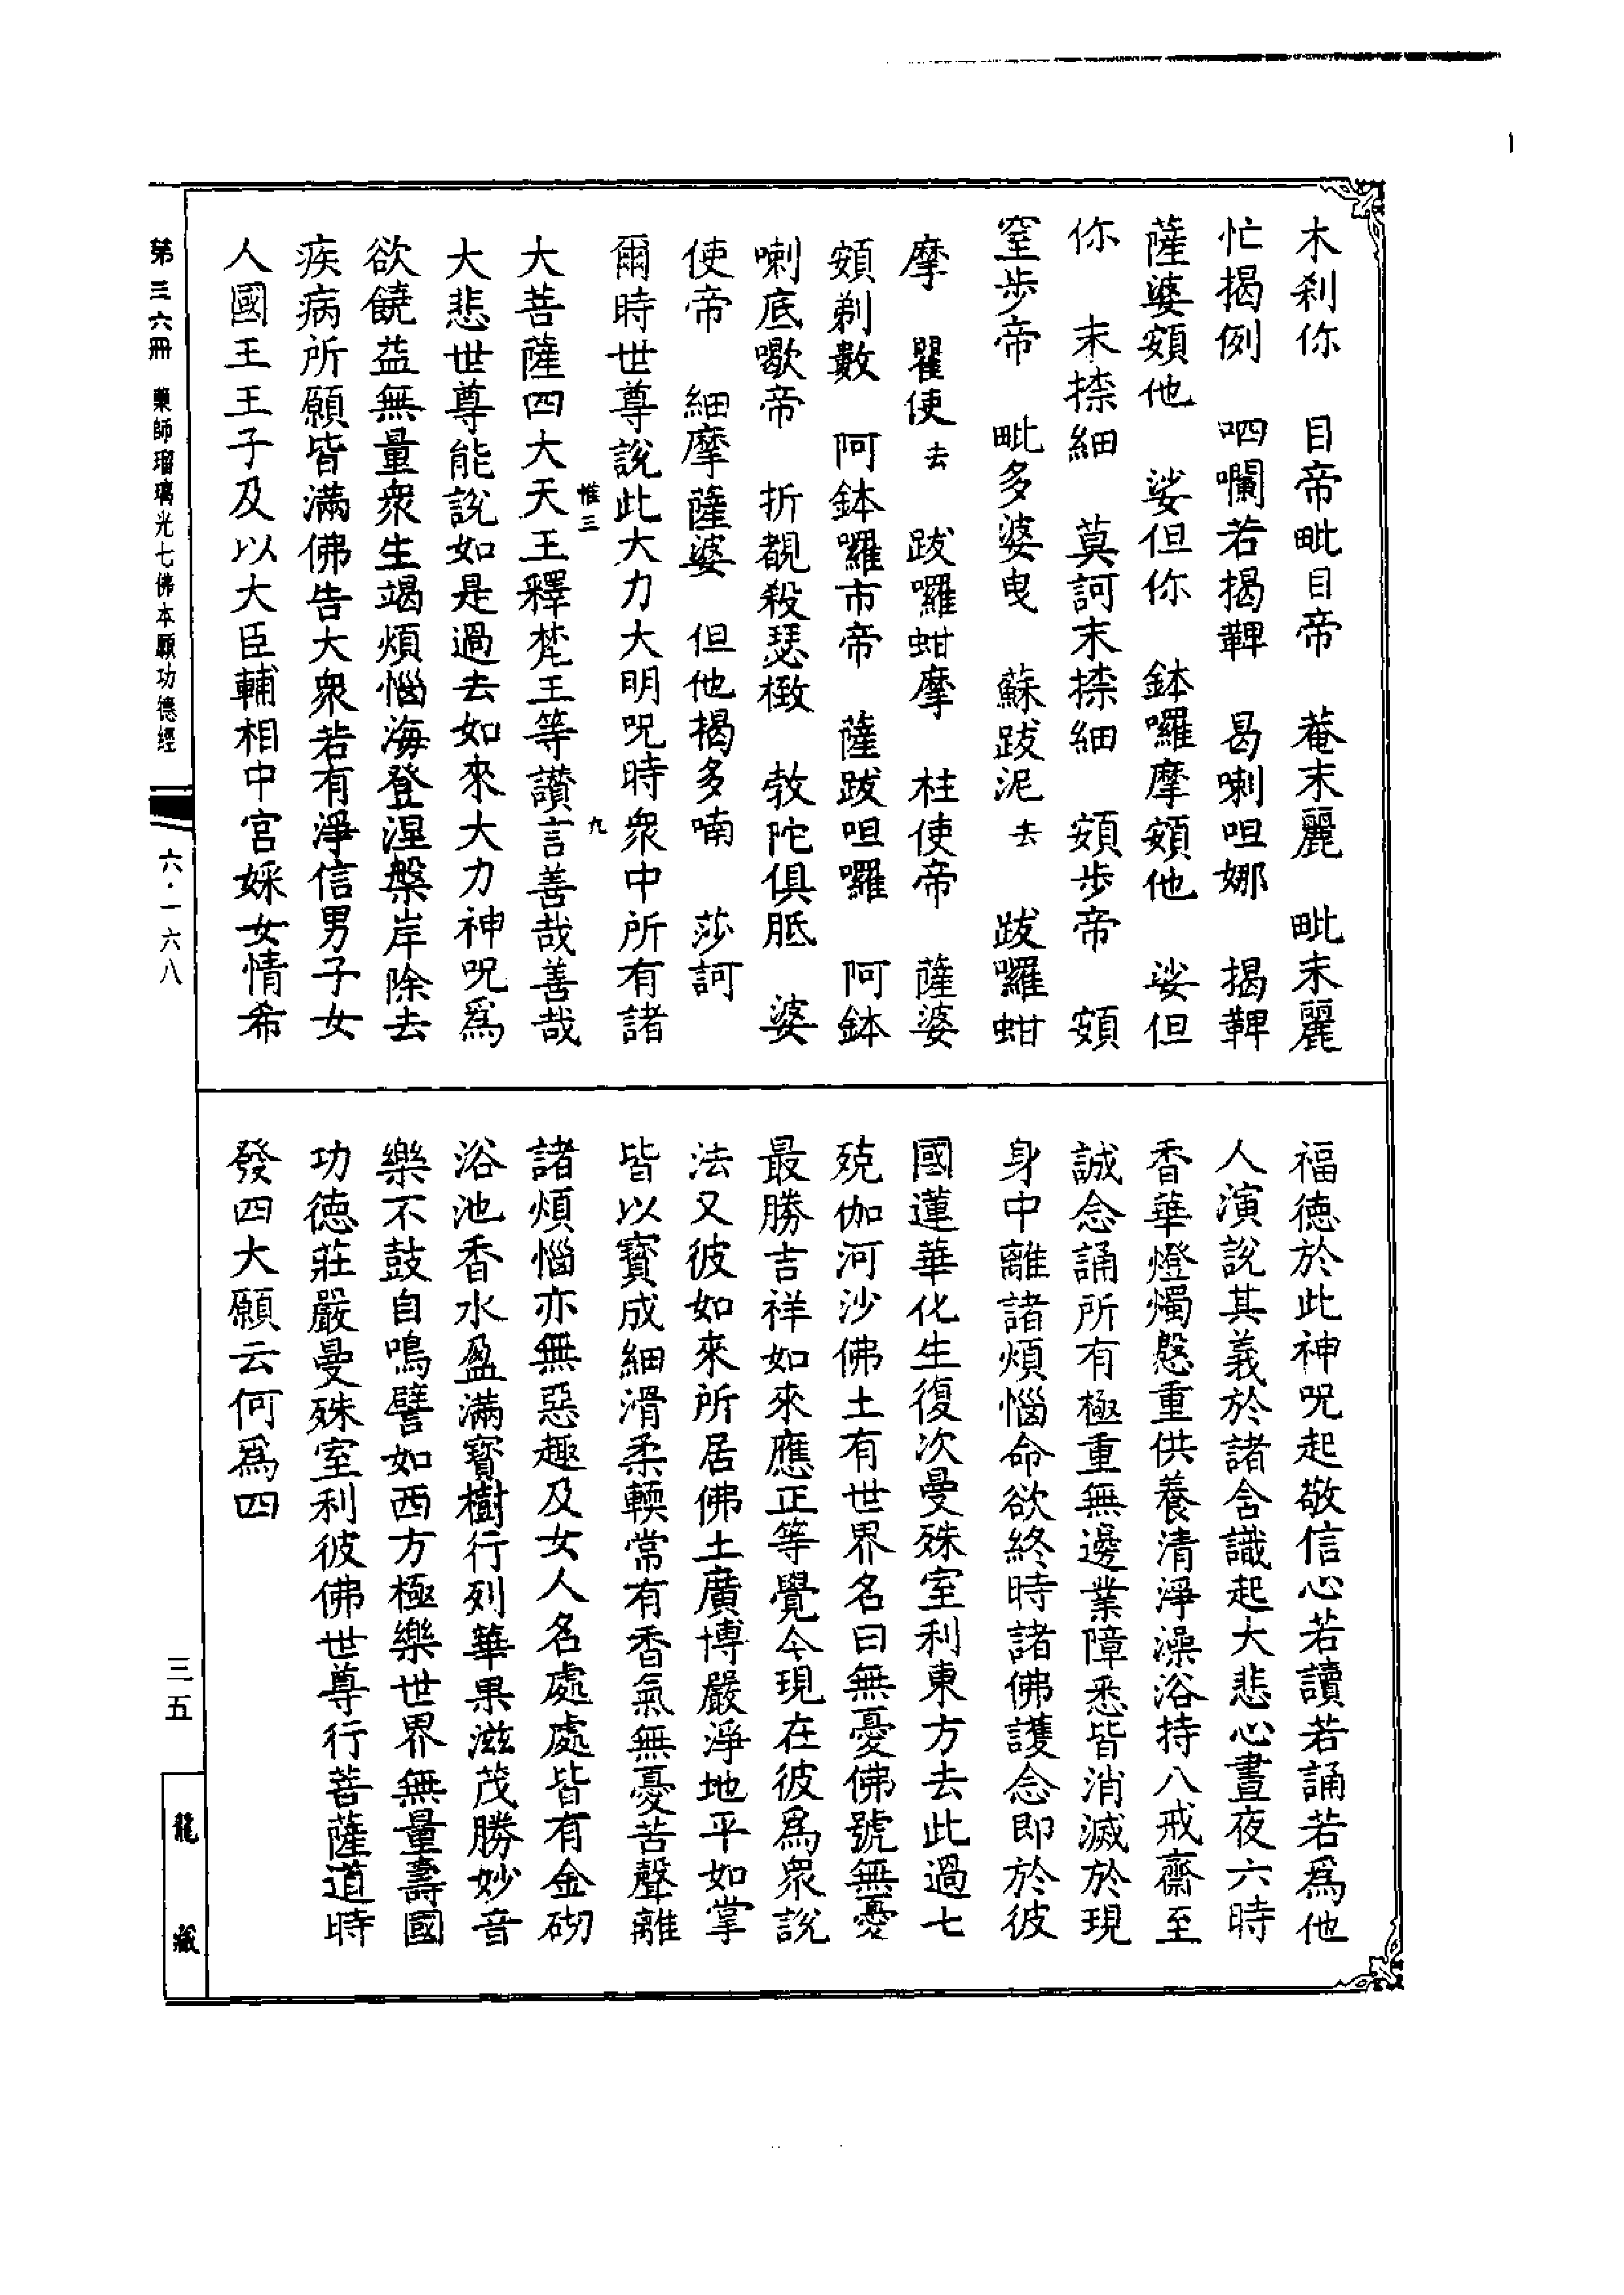 木刹你　目帝毗目帝　菴末麗　毗末麗
忙揭例　呬囒若揭鞞　曷喇呾娜　揭鞞
薩婆頞他　娑但你　鉢囉摩頞他　娑但
你　末捺細　莫訶末捺細　頞步帝　頞
窒步帝　毗多婆曳　蘇跋泥去　跋囉蚶
摩　瞿使去　跋囉蚶摩　柱使帝　薩婆
頞剃數　阿鉢囉市帝　薩跋呾囉　阿鉢
喇底歇帝　折覩殺瑟㨖　敎陀俱胝　婆
使帝　細摩薩婆　但他揭多喃　莎訶
爾時世尊說此大力大明呪時衆中所有諸
惟三
九
大菩薩四大天王釋梵王等讚言善哉善哉
大悲世尊能說如是過去如來大力神呪爲
欲饒益無量衆生竭煩惱海登涅槃岸除去
疾病所願皆滿佛告大衆若有淨信男子女
人國王王子及以大臣輔相中宮婇女情希
福德於此神呪起敬信心若讀若誦若爲他
人演說其義於諸含識起大悲心晝夜六時
香華燈燭慇重供養清淨澡浴持八戒齋至
誠念誦所有極重無邊業障悉皆消滅於現
身中離諸煩惱命欲終時諸佛護念即於彼
國蓮華化生復次曼殊室利東方去此過七
殑伽河沙佛土有世界名曰無憂佛號無憂
最勝吉祥如來應正等覺今現在彼爲衆說
法又彼如來所居佛土廣博嚴淨地平如掌
皆以寶成細滑柔輭常有香氣無憂苦聲離
諸煩惱亦無惡趣及女人名處處皆有金砌
浴池香水盈滿寶樹行列華果滋茂勝妙音
樂不鼓自鳴譬如西方極樂世界無量壽國
功德莊嚴曼殊室利彼佛世尊行菩薩道時
發四大願云何爲四
第三六冊　藥師瑠璃光七佛本願功德經
六·一六八
三五
龍藏